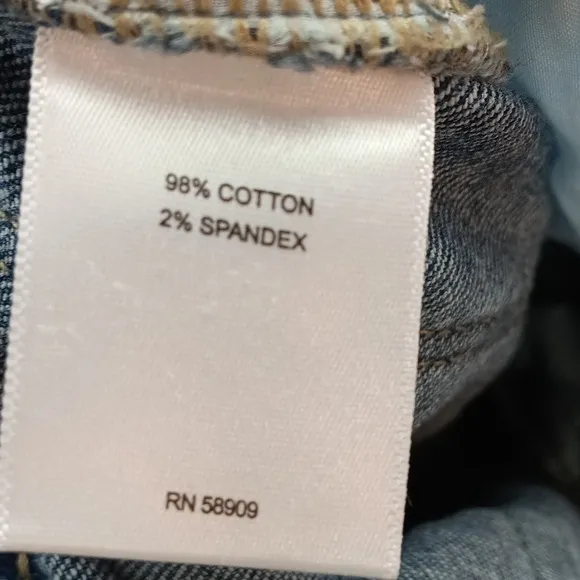 98% COTTON
2% SPANDEX
RN 58909